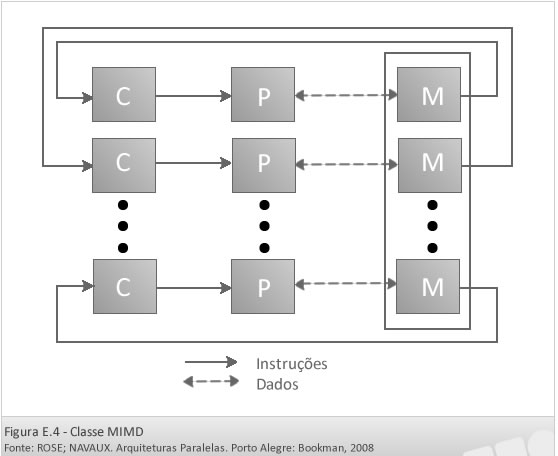 C P M
C P M
C P M
Instruções
Dados
Figura E.4 - Classe MIMD
Fonte: ROSE; NAVAUX. Arquiteturas Paralelas. Porto Alegre: Bookman, 2008